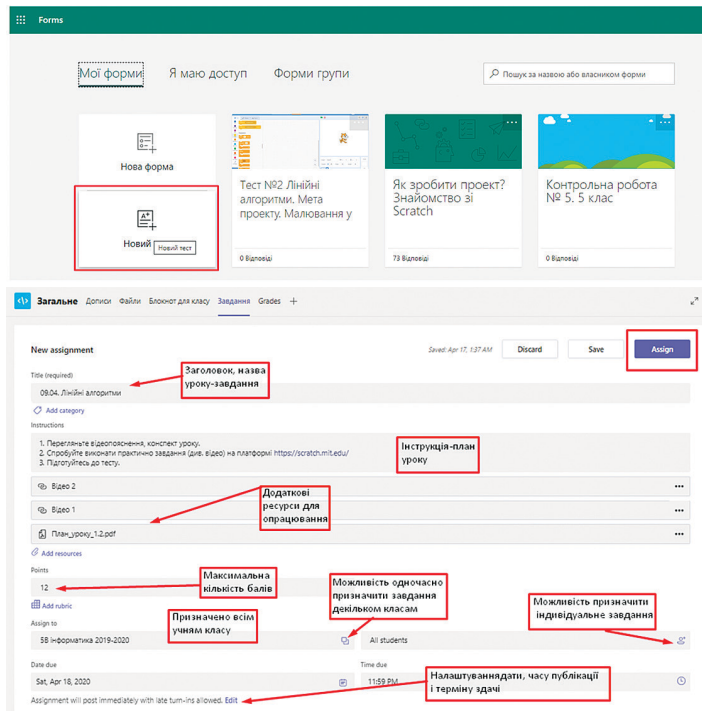 Forms
Мої форми Я маю доступ Форми групи
Пошук за назвою або власником форми
Нова форма
Новий
Новий тест
Тест №2 Лінійні
алгоритми. Мета
проекту. Малювання у
0 Відповіді
Як зробити проект?
Знайомство зі
Scratch
73 Відповіді
Контрольна робота
№ 5. 5 клас
0 Відповіді
Загальне Дописи Файли Блокнот для класу Завдання Grades
New assignment
Saved: Apr 17, 1:37 AM
Discard
Save
Assign
Title (required)
Заголовок, назва
уроку-завдання
09.04. Лінійні алгоритми
Add category
Instructions
1. Перегляньте відеопояснення, конспект уроку.
2. Спробуйте виконати практично завдання (див. відео) на платформі https://scratch.mit.edu/
3. Підготуйтесь до тесту.
Інструкція-план
уроку
Відео 2
Відео 1
План_уроку_1.2.pdf
Додаткові
ресурси для
опрацювання
Add resources
Points
12
Максимальна
кількість балів
Add rubric
Можливість одночасно
призначити завдання
декільком класам
Можливість призначити
індивідуальне завдання
Assign to
Призначено всім
учням класу
5В інформатика 2019-2020
All students
Date due
Time due
Sat, Apr 18, 2020
11:59 PM
Налаштуваннядати, часу публікації
і терміну здачі
Assignment will post immediately with late turn-ins allowed. Edit